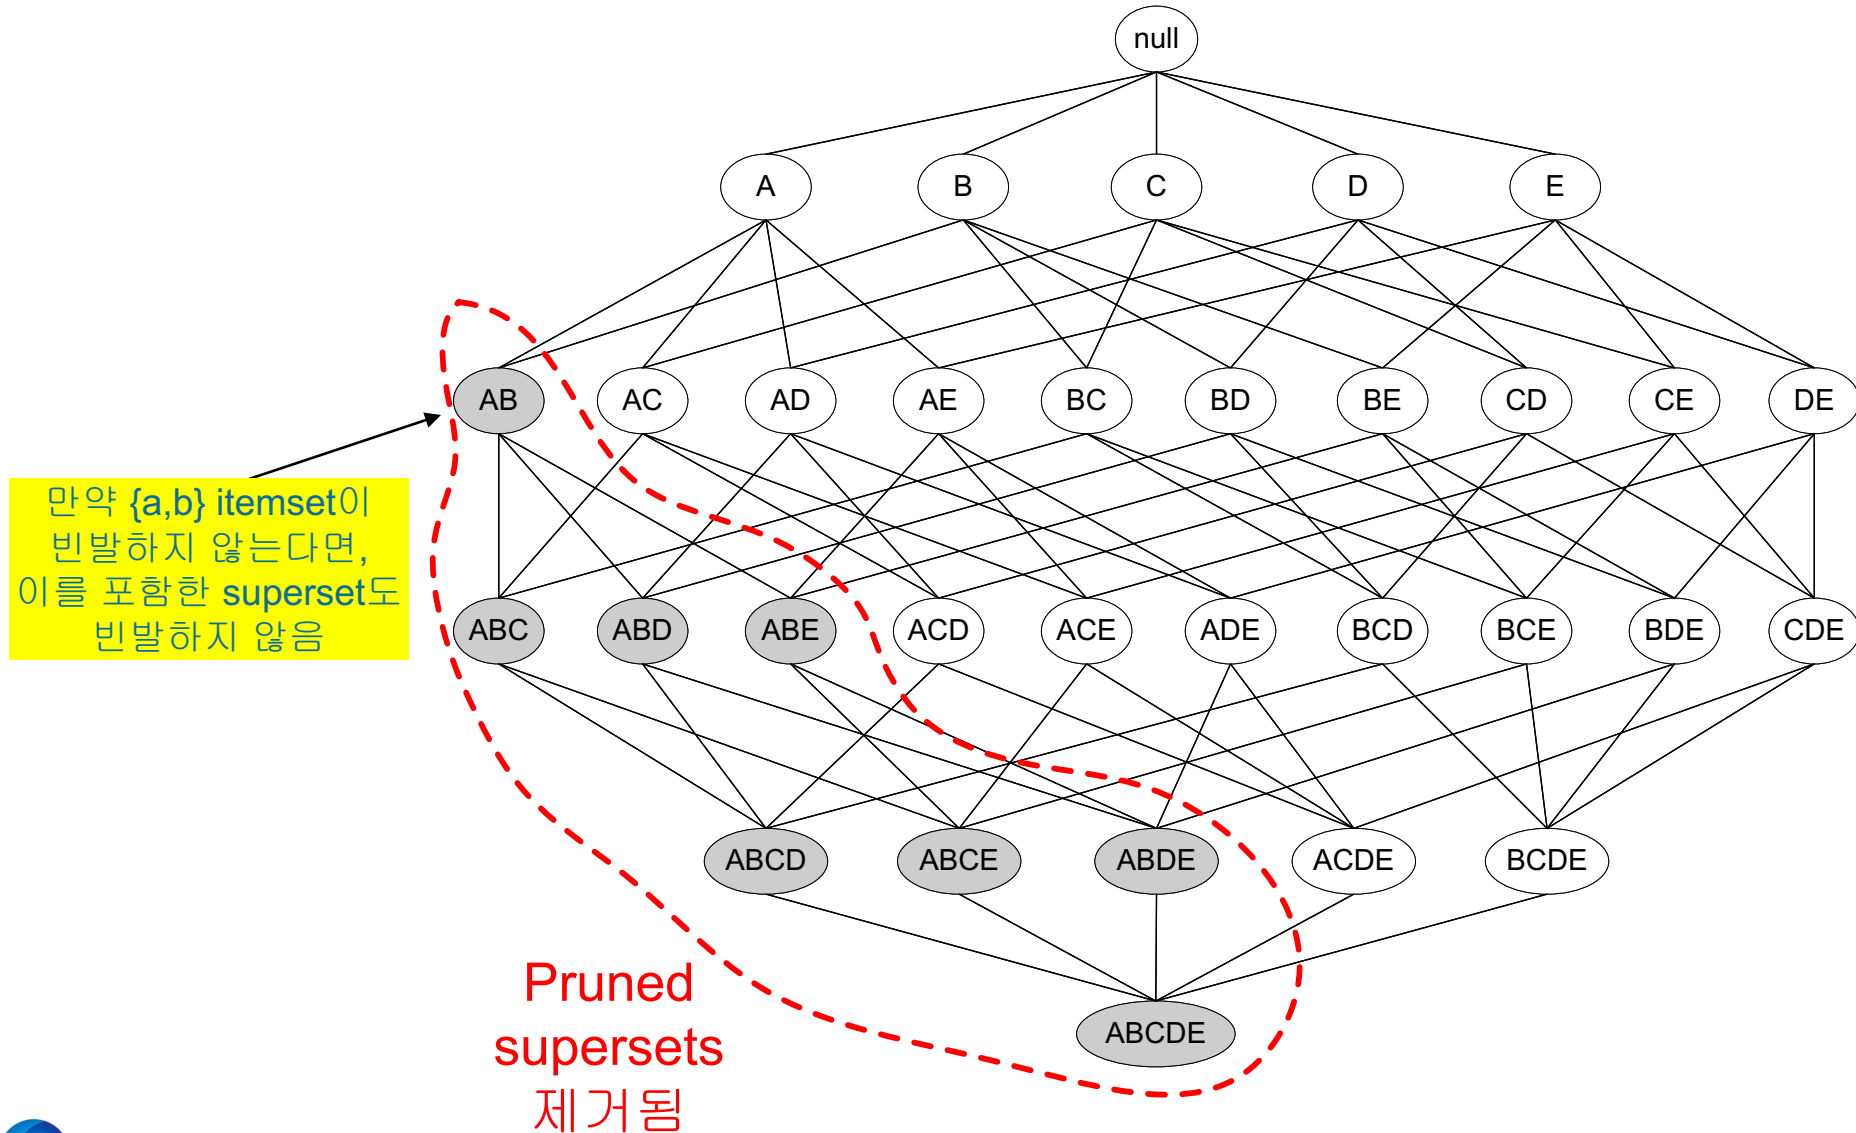 null
A B C D E
AB AC AD AE BC BD BE CD CE DE
만약 {a,b} itemset이
빈발하지 않는다면,
이를 포함한 superset도
빈발하지 않음
ABC ABD ABE ACD ACE ADE BCD BCE BDE CDE
ABCD ABCE ABDE ACDE BCDE
Pruned
supersets
제거됨
ABCDE